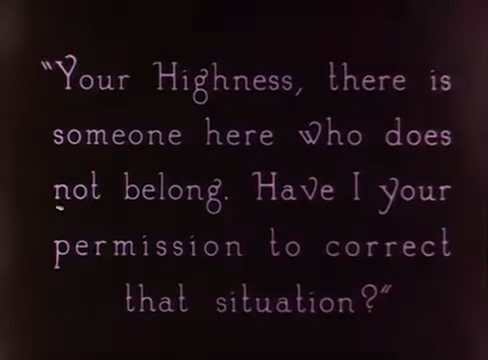 "Your Highness, there is
someone here who does
not belong. Have I your
permission to correct
that situation?"